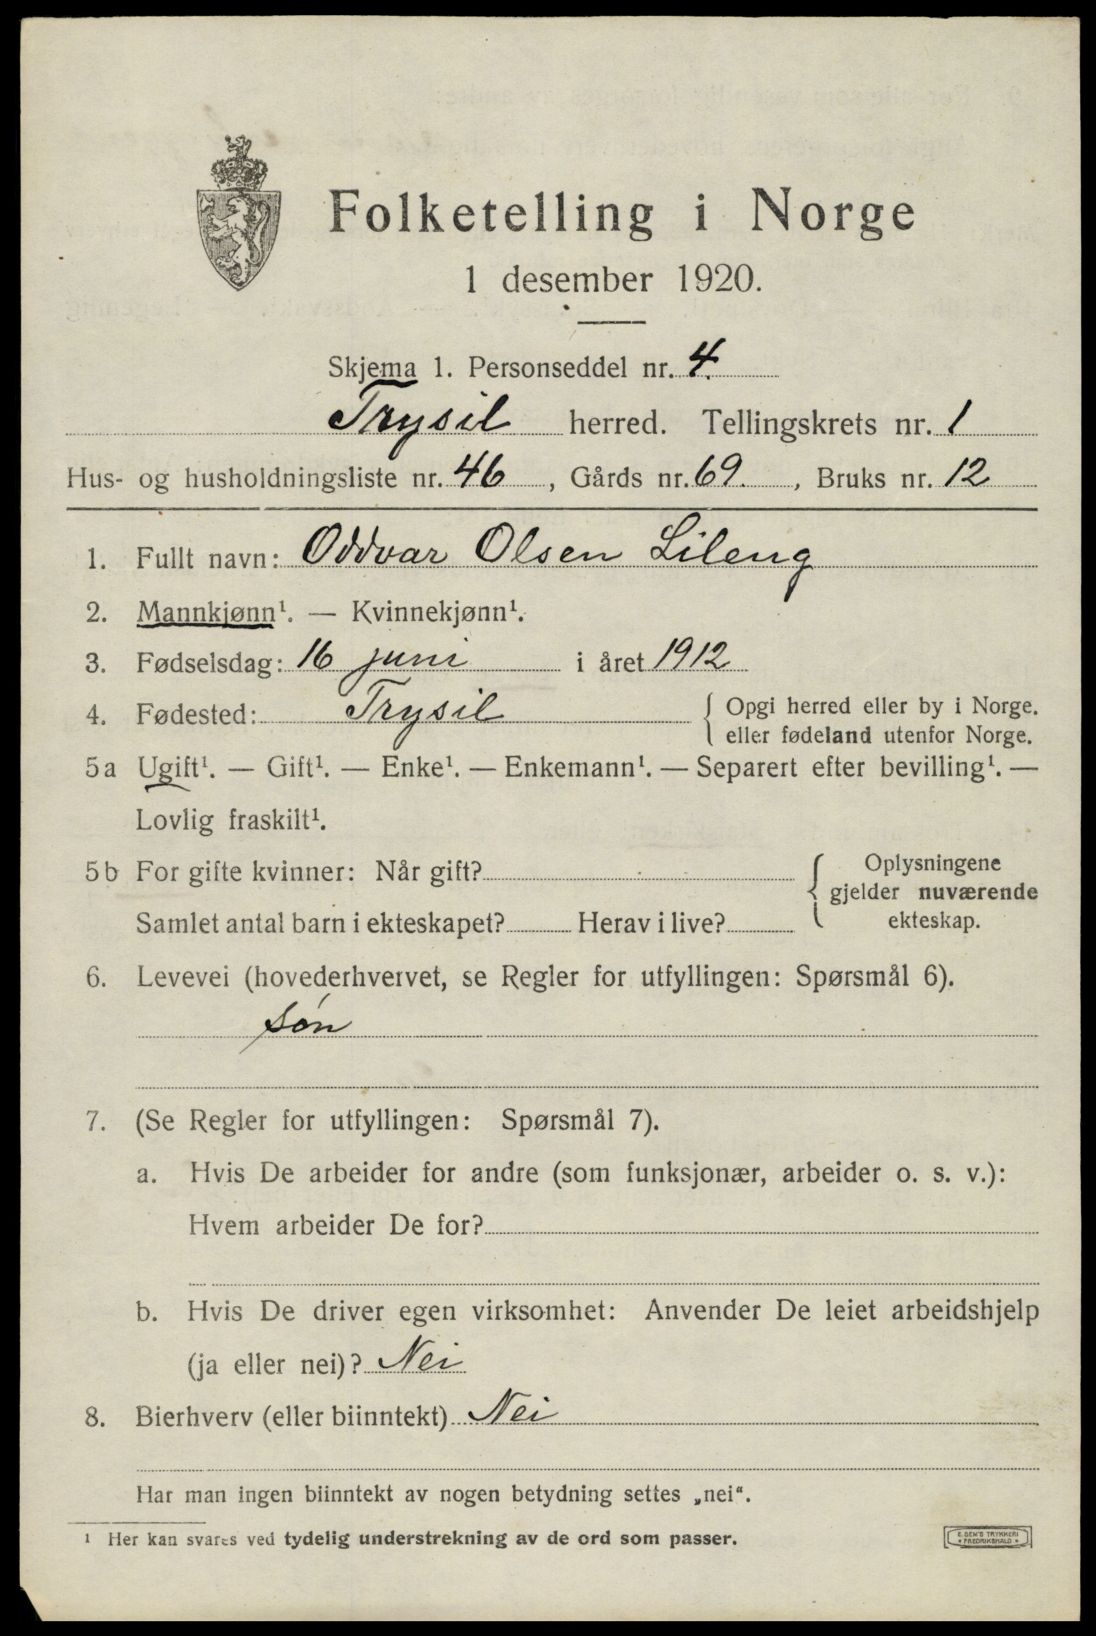 Folketelling i Norge
1 desember 1920.
Skjema 1. Personseddel nr. 4.
Trysil herred. Tellingskrets nr. 1
Hus- og husholdningsliste nr. 46, Gårds nr. 69., Bruks nr. 12
1. Fullt navn: Oddvar Olsen Lileng
2. Mannkjønn¹. — Kvinnekjønn¹.
3. Fødselsdag: 16 juni i året 1912
4. Fødested: Trysil { Opgi herred eller by i Norge.
eller fødeland utenfor Norge.
5a Ugift¹. — Gift¹. — Enke¹. — Enkemann¹. — Separert efter bevilling¹. —
Lovlig fraskilt¹.
5b For gifte kvinner: Når gift? { Oplysningene
gjelder nuværende
Samlet antal barn i ekteskapet? Herav i live? ekteskap.
6. Levevei (hovederhvervet, se Regler for utfyllingen: Spørsmål 6).
søn
7. (Se Regler for utfyllingen: Spørsmål 7).
a. Hvis De arbeider for andre (som funksjonær, arbeider o. s. v.):
Hvem arbeider De for?
b. Hvis De driver egen virksomhet: Anvender De leiet arbeidshjelp
(ja eller nei)? Nei
8. Bierhverv (eller biinntekt) Nei
Har man ingen biinntekt av nogen betydning settes „nei“.
¹ Her kan svares ved tydelig understrekning av de ord som passer.
E. SEM'S TRYKKERI
FREDRIKSHALD